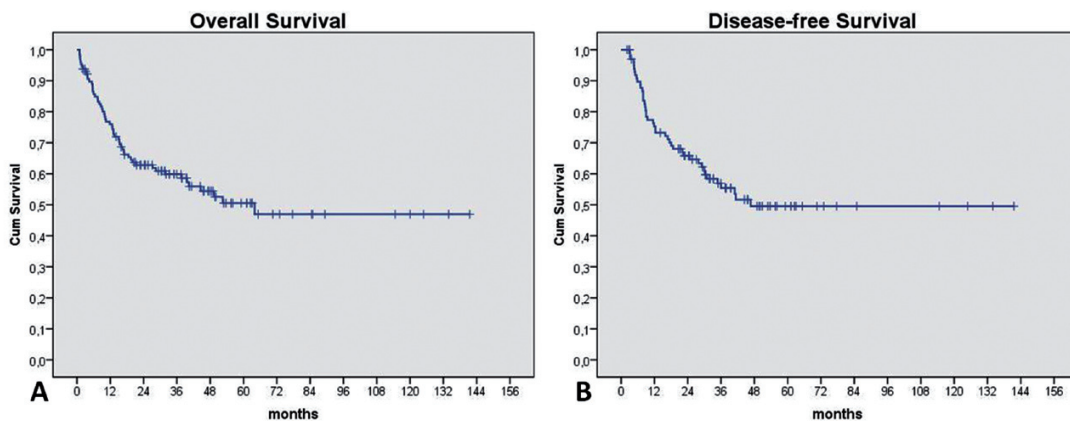 Overall Survival
Cum Survival
1,0
0,9
0,8
0,7
0,6
0,5
0,4
0,3
0,2
0,1
0,0
0 12 24 36 48 60 72 84 96 108 120 132 144 156
months
A
Disease-free Survival
Cum Survival
1,0
0,9
0,8
0,7
0,6
0,5
0,4
0,3
0,2
0,1
0,0
0 12 24 36 48 60 72 84 96 108 120 132 144 156
months
B